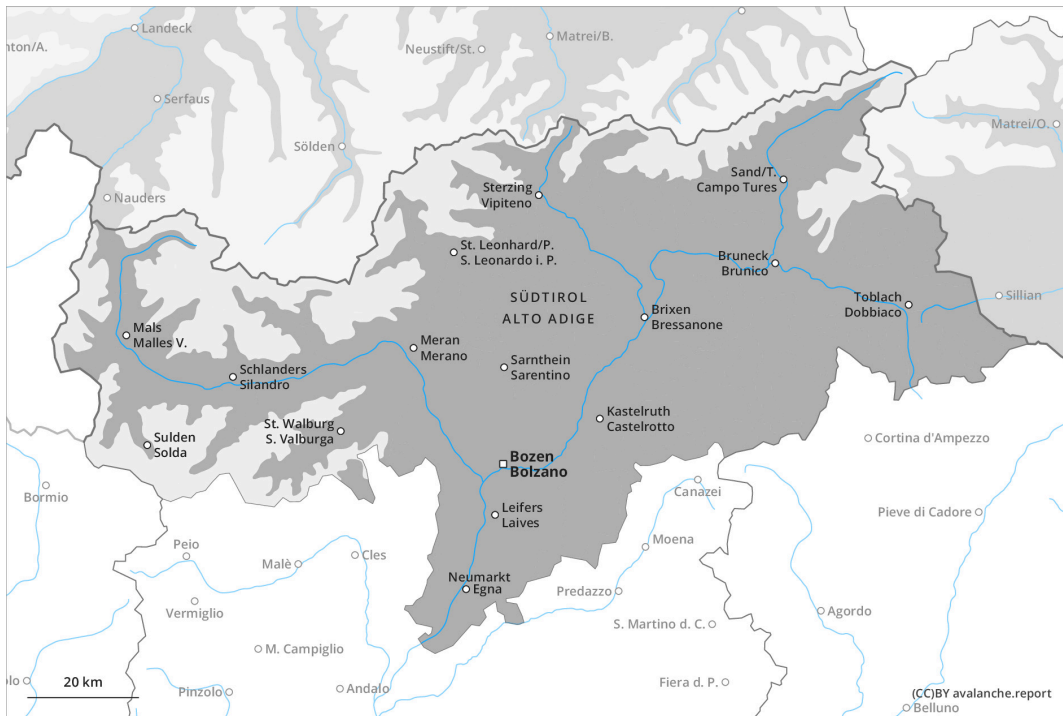 Landeck
nton/A.
Neustift/St.
Matrei/B.
Serfaus
Matrei/O.
Sölden
Nauders
Sand/T.
Campo Tures
Sterzing
Vipiteno
St. Leonhard/P.
S. Leonardo i. P.
Bruneck
Brunico
SÜDTIROL
ALTO ADIGE
Toblach
Dobbiaco
Sillian
Brixen
Bressanone
Mals
Malles V.
Meran
Merano
Sarnthein
Sarentino
Schlanders
Silandro
Kastelruth
Castelrotto
St. Walburg
S. Valburga
Sulden
Solda
Cortina d'Ampezzo
Bozen
Bolzano
Bormio
Canazei
Leifers
Laives
Pieve di Cadore
Peio
Malè
Cles
Moena
Neumarkt
Egna
Predazzo
Vermiglio
Agordo
S. Martino d. C.
M. Campiglio
olo
20 km
Pinzolo
Andalo
Fiera d. P.
(CC)BY avalanche.report
Belluno